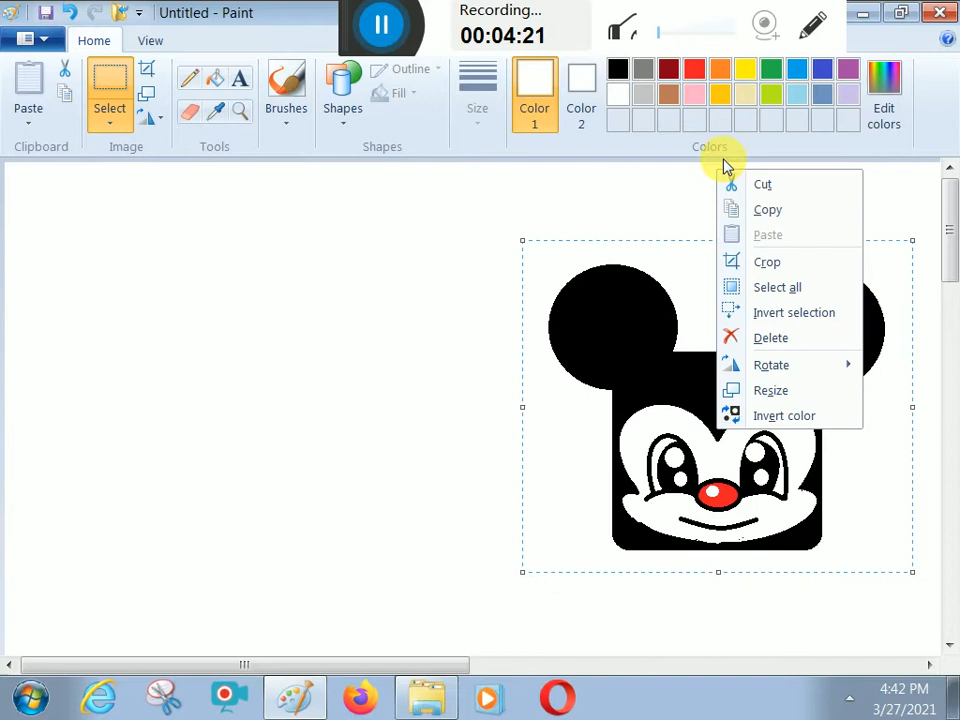 Untitled - Paint
Recording...
00:04:21
Home
View
Paste
Select
Brushes
Shapes
Outline
Fill
Size
Color
1
Color
2
Edit
colors
Clipboard
Image
Tools
Shapes
Colors
Cut
Copy
Paste
Crop
Select all
Invert selection
Delete
Rotate
Resize
Invert color
4:42 PM
3/27/2021